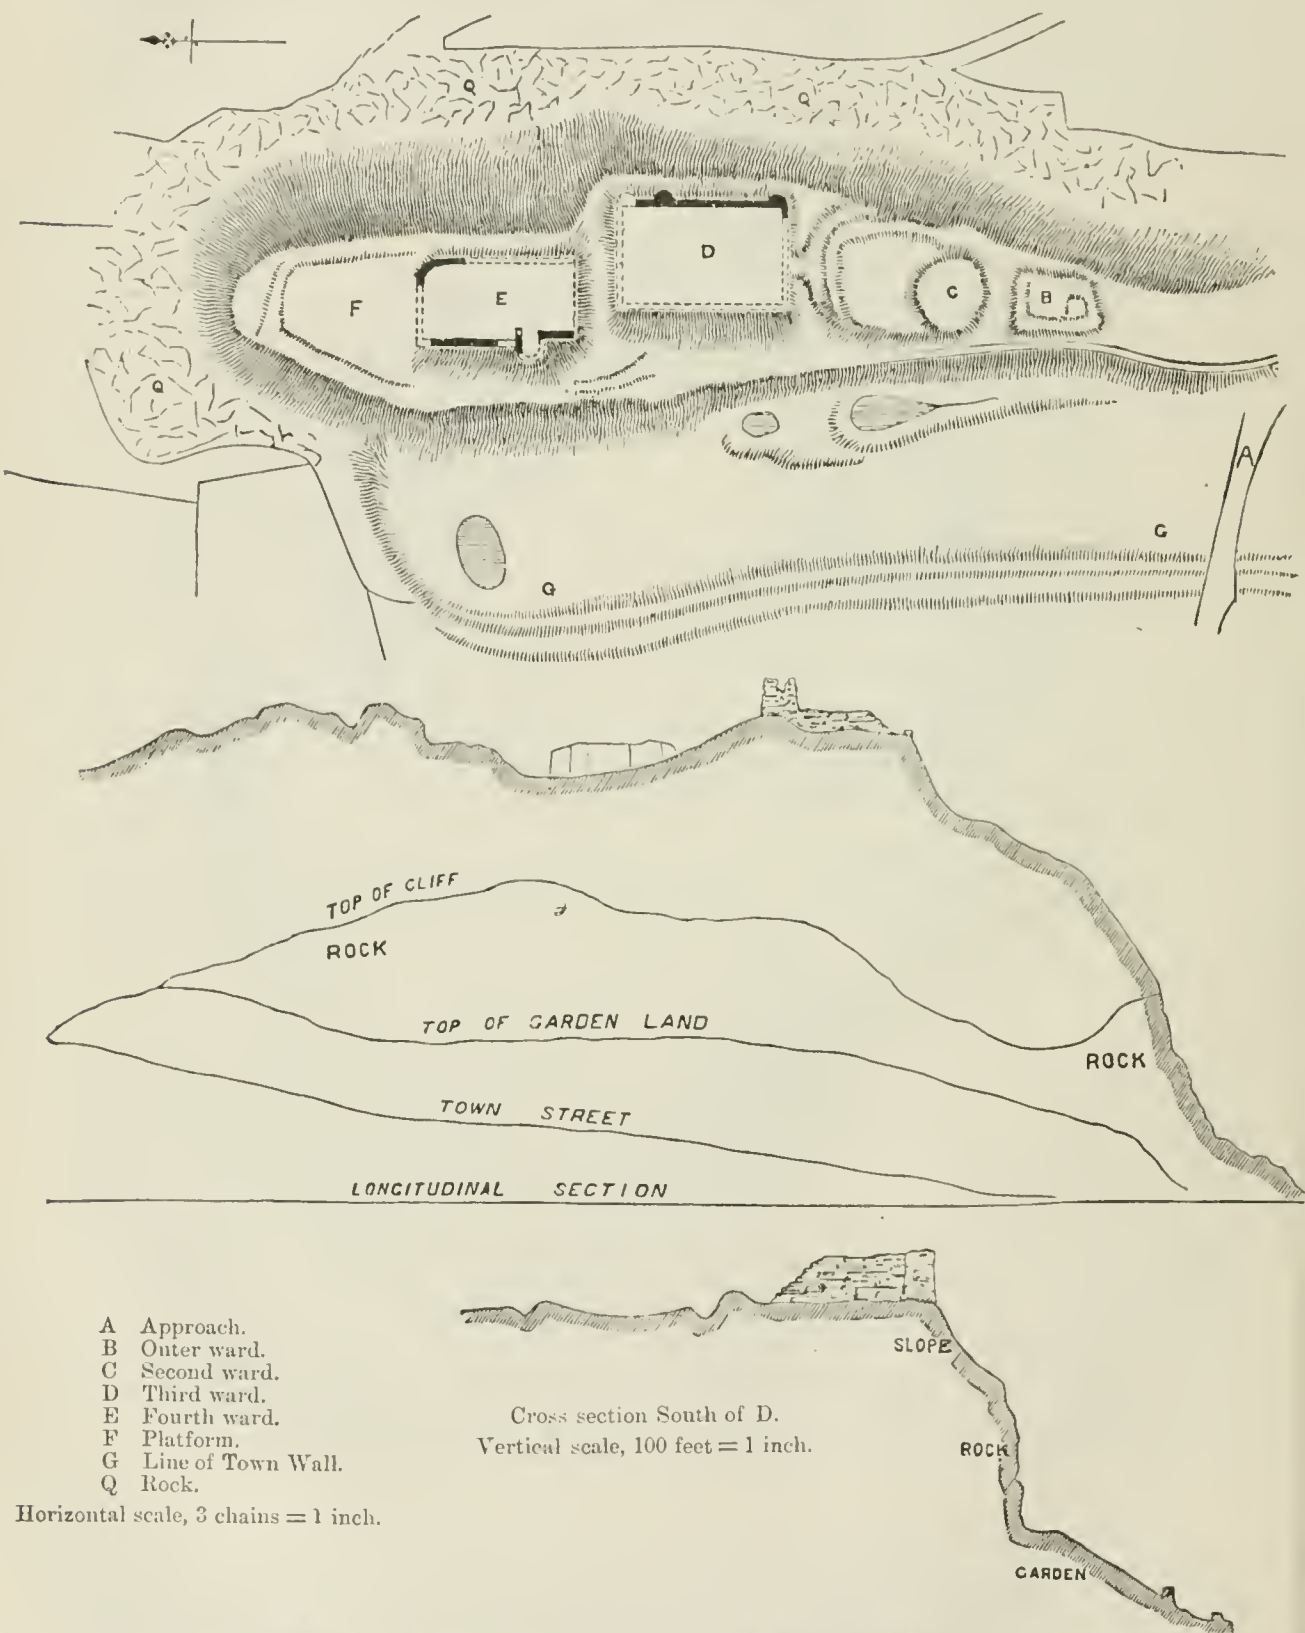 Q
Q
D
E
C
B
F
Q
A
G
G
TOP OF CLIFF
ROCK
TOP OF GARDEN LAND
ROCK
TOWN STREET
LONGITUDINAL SECTION
A Approach.
B Outer ward.
C Second ward.
D Third ward.
E Fourth ward.
F Platform.
G Line of Town Wall.
Q Rock.
Horizontal scale, 3 chains = 1 inch.
SLOPE
Cross section South of D.
Vertical scale, 100 feet = 1 inch.
ROCK
GARDEN